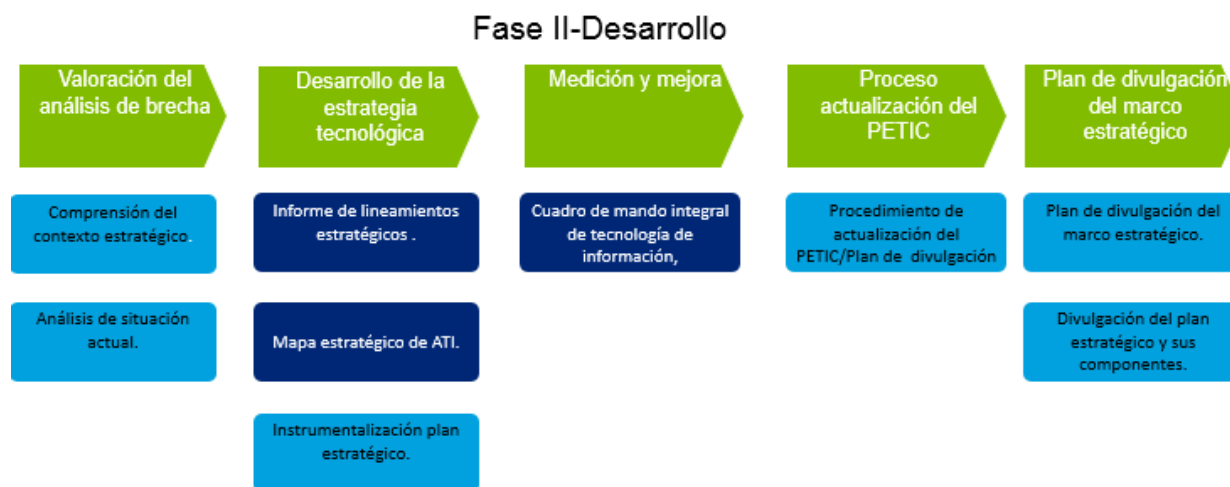 Fase II-Desarrollo
Valoración del
análisis de brecha
Desarrollo de la
estrategia
tecnológica
Medición y mejora
Proceso
actualización del
PETIC
Plan de divulgación
del marco
estratégico
Comprensión del
contexto estratégico.
Informe de lineamientos
estratégicos .
Cuadro de mando integral
de tecnología de
información,
Procedimiento de
actualización del
PETIC/Plan de divulgación
Plan de divulgación del
marco estratégico.
Análisis de situación
actual.
Mapa estratégico de ATI.
Divulgación del plan
estratégico y sus
componentes.
Instrumentalización plan
estratégico.